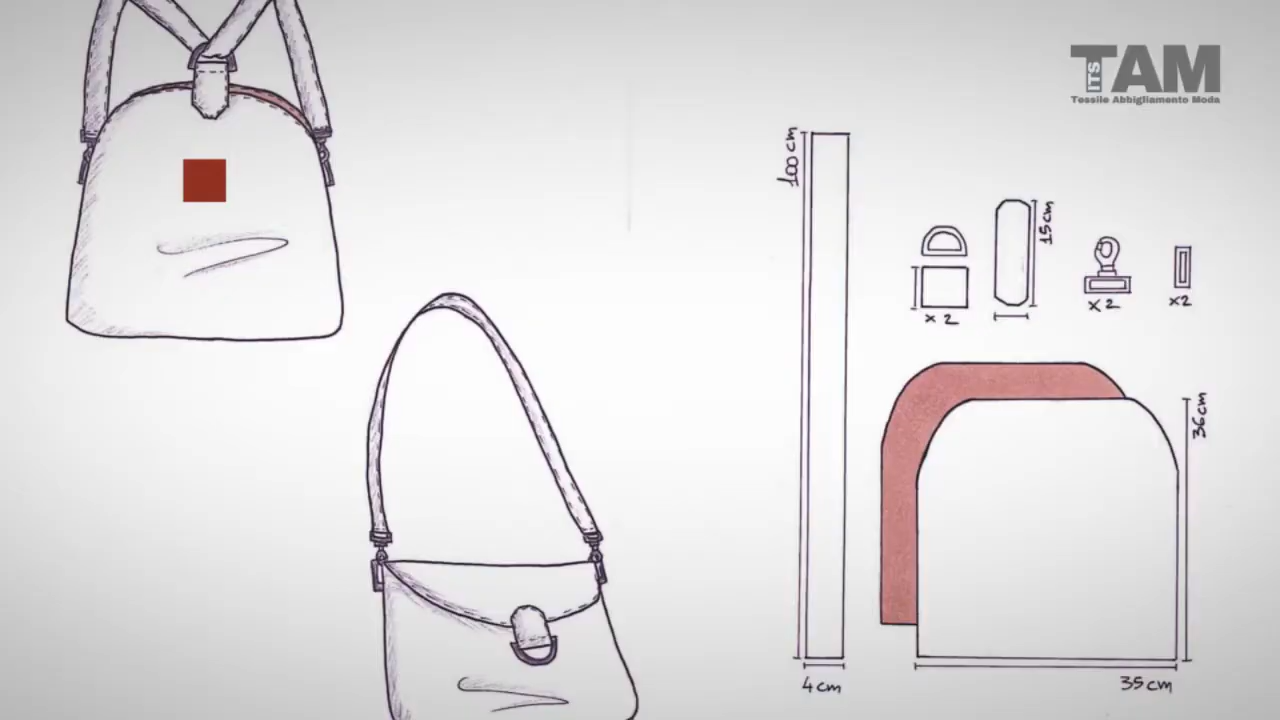 ITS
TAM
Tessile Abbigliamento Moda
100 cm
15 cm
x 2
x 2
x2
36 cm
4 cm
35 cm